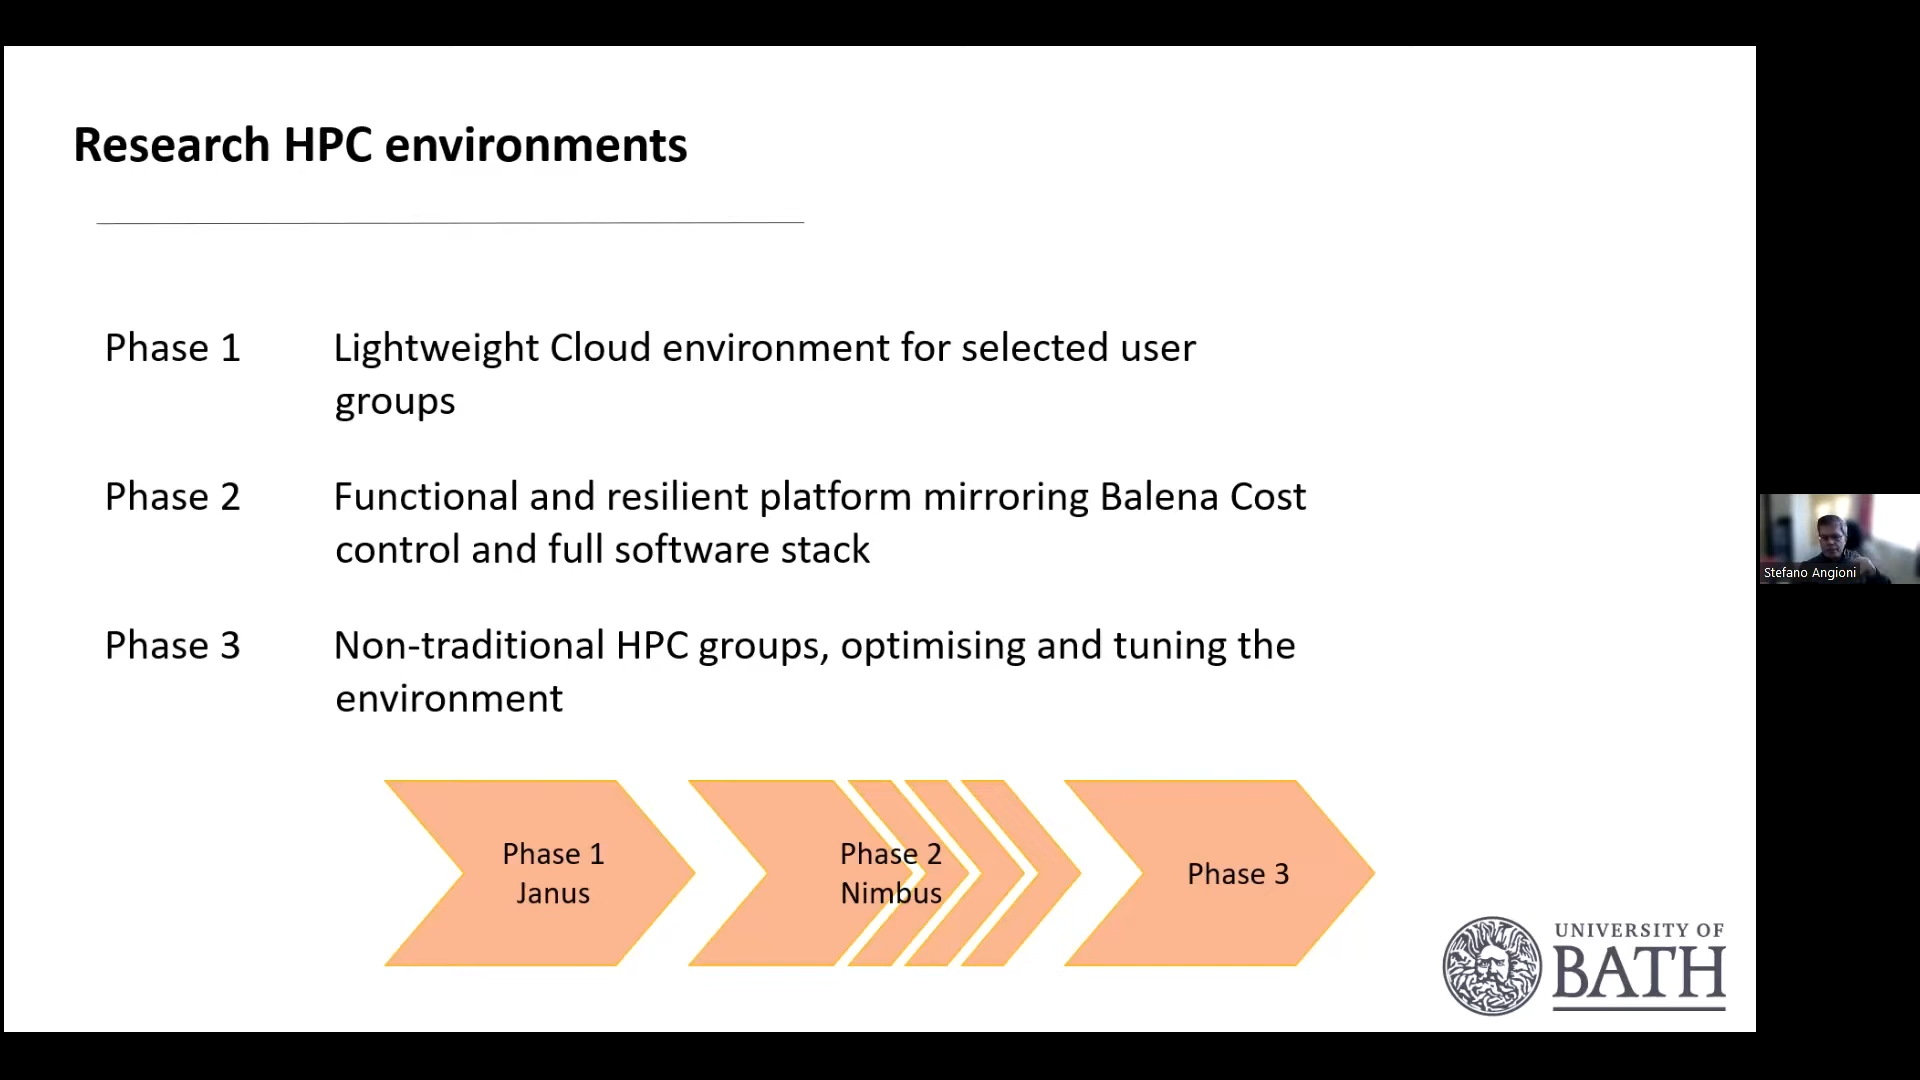 Research HPC environments
Phase 1 Lightweight Cloud environment for selected user
groups
Phase 2 Functional and resilient platform mirroring Balena Cost
control and full software stack
Phase 3 Non-traditional HPC groups, optimising and tuning the
environment
Phase 1
Janus
Phase 2
Nimbus
Phase 3
UNIVERSITY OF
BATH
Stefano Angioni